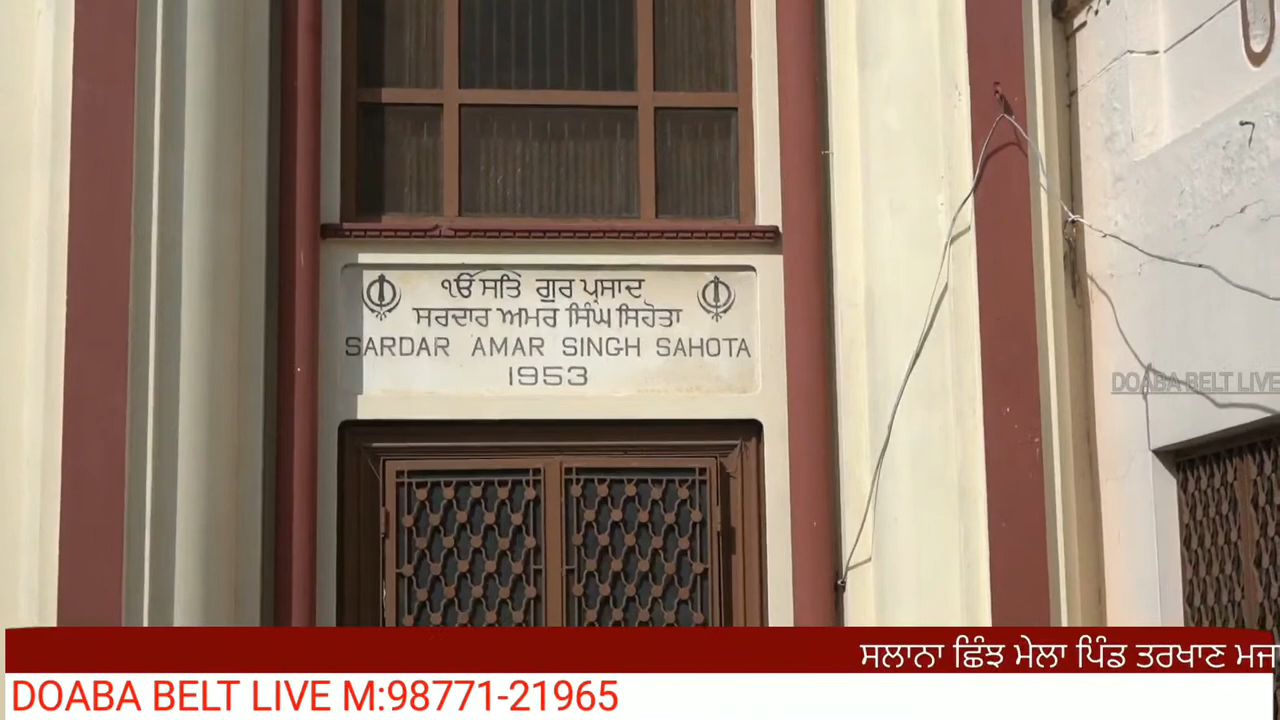 ੴ ਸਤਿ ਗੁਰ ਪ੍ਰਸਾਦ
ਸਰਦਾਰ ਅਮਰ ਸਿੰਘ ਸਿਹੋਤਾ
SARDAR AMAR SINGH SAHOTA
1953
DOABA BELT LIVE
ਸਲਾਨਾ ਛਿੰਝ ਮੇਲਾ ਪਿੰਡ ਤਰਖਾਣ ਮਜਾ
DOABA BELT LIVE M:98771-21965